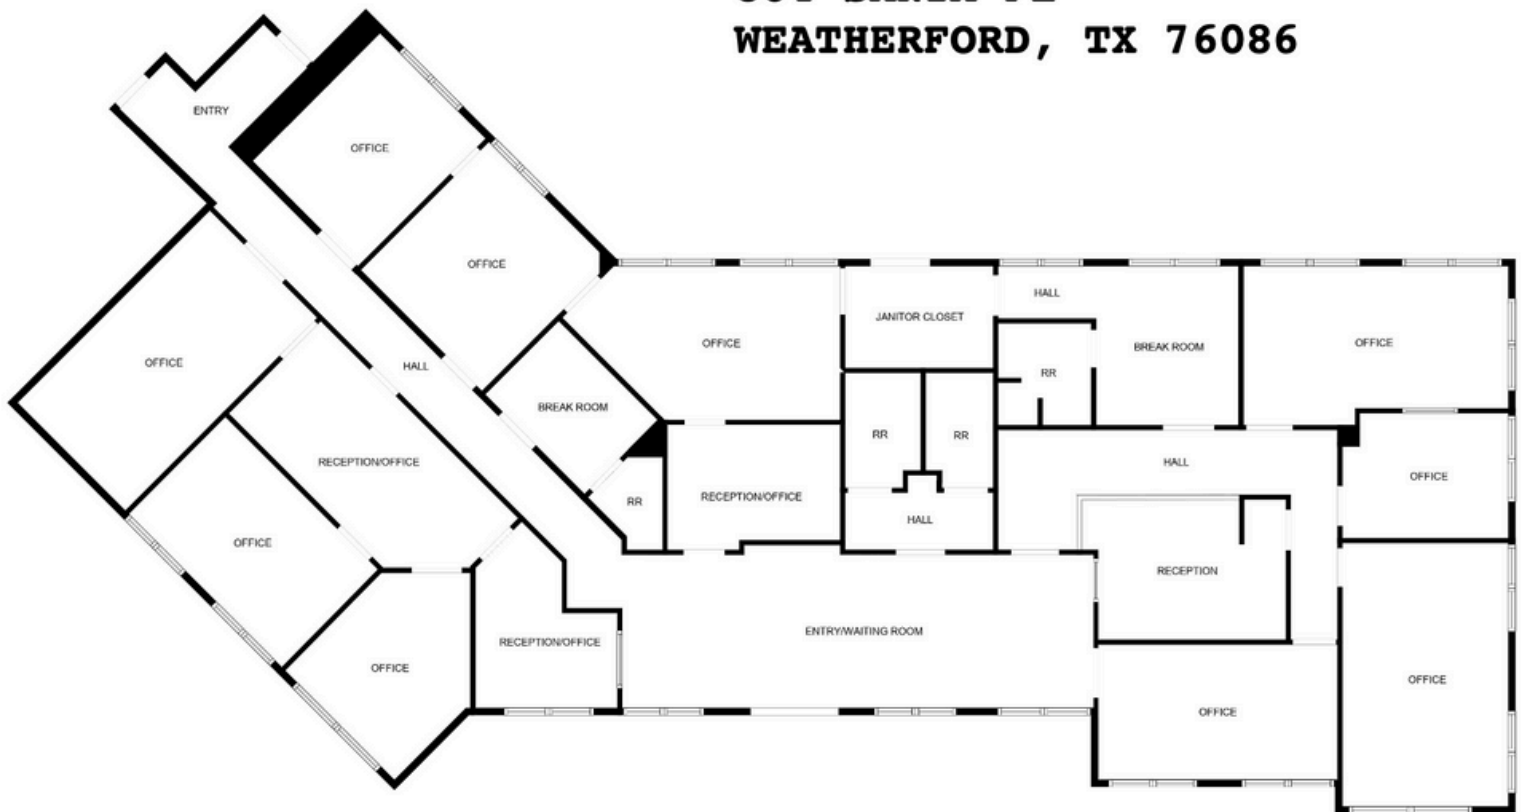 WEATHERFORD, TX 76086
ENTRY
OFFICE
OFFICE
HALL
JANITOR CLOSET
OFFICE
OFFICE
BREAK ROOM
OFFICE
HALL
RR
OFFICE
BREAK ROOM
RR
RR
RECEPTION/OFFICE
HALL
OFFICE
RECEPTION/OFFICE
RR
HALL
OFFICE
RECEPTION
ENTRY/WAITING ROOM
RECEPTION/OFFICE
OFFICE
OFFICE
OFFICE